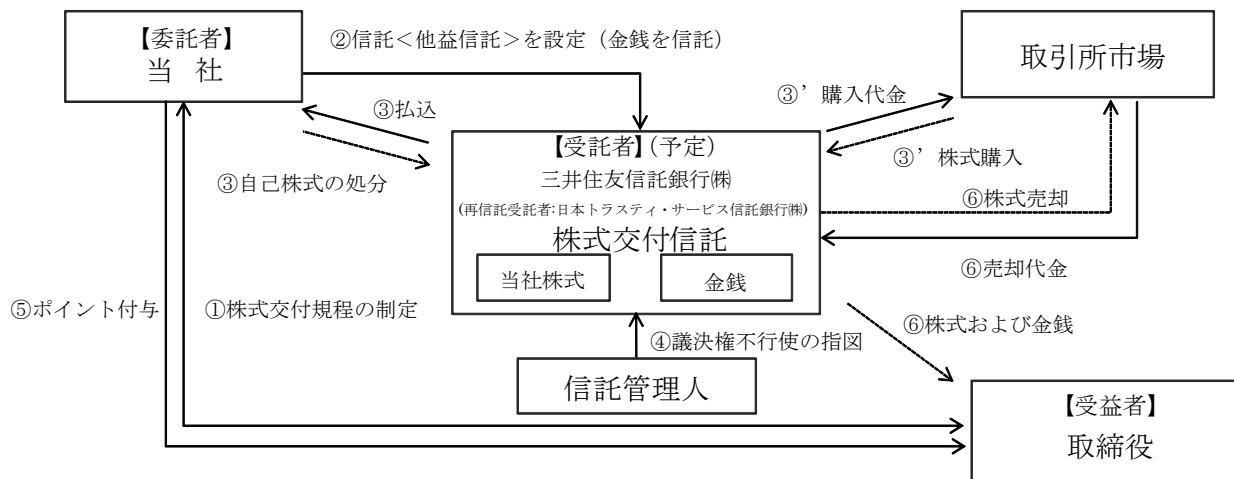 【委託者】
当 社
②信託<他益信託>を設定(金銭を信託)
取引所市場
③払込
③'購入代金
【受託者】(予定)
三井住友信託銀行㈱
(再信託受託者:日本トラスティ・サービス信託銀行㈱)
株式交付信託
当社株式
金銭
③自己株式の処分
③'株式購入
⑥株式売却
⑥売却代金
⑤ポイント付与
①株式交付規程の制定
④議決権不行使の指図
⑥株式および金銭
信託管理人
【受益者】
取締役